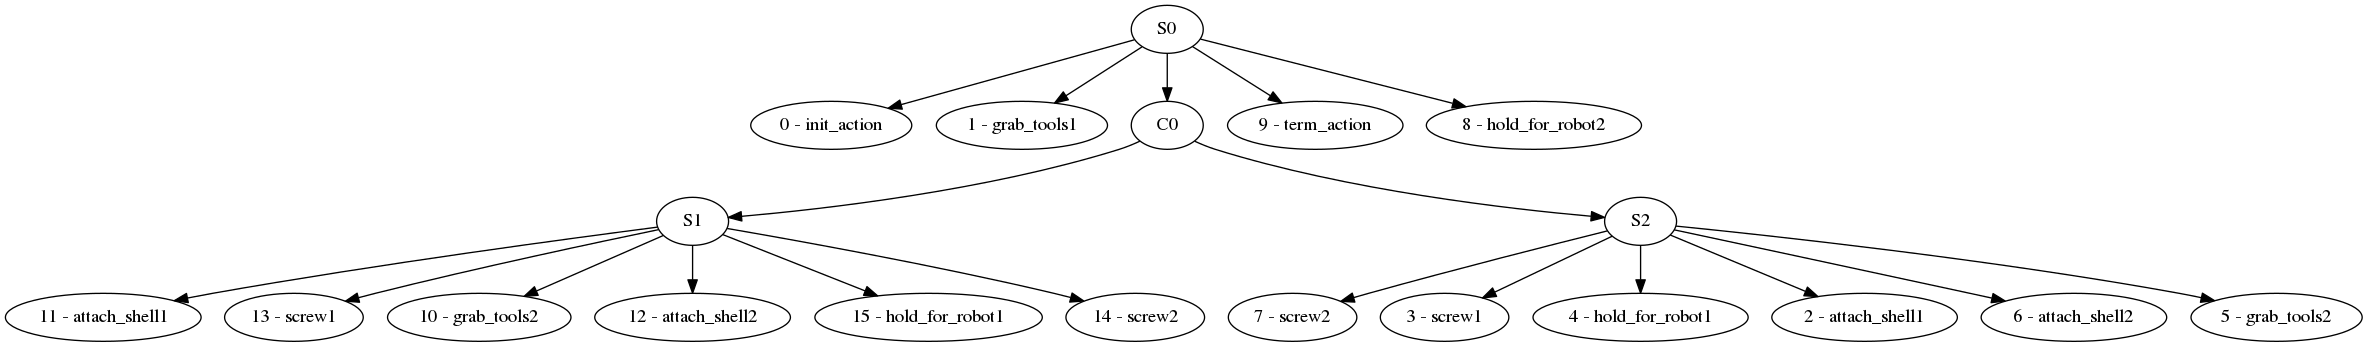 S0
0 - init_action
1 - grab_tools1
C0
9 - term_action
8 - hold_for_robot2
S1
S2
11 - attach_shell1
13 - screw1
10 - grab_tools2
12 - attach_shell2
15 - hold_for_robot1
14 - screw2
7 - screw2
3 - screw1
4 - hold_for_robot1
2 - attach_shell1
6 - attach_shell2
5 - grab_tools2